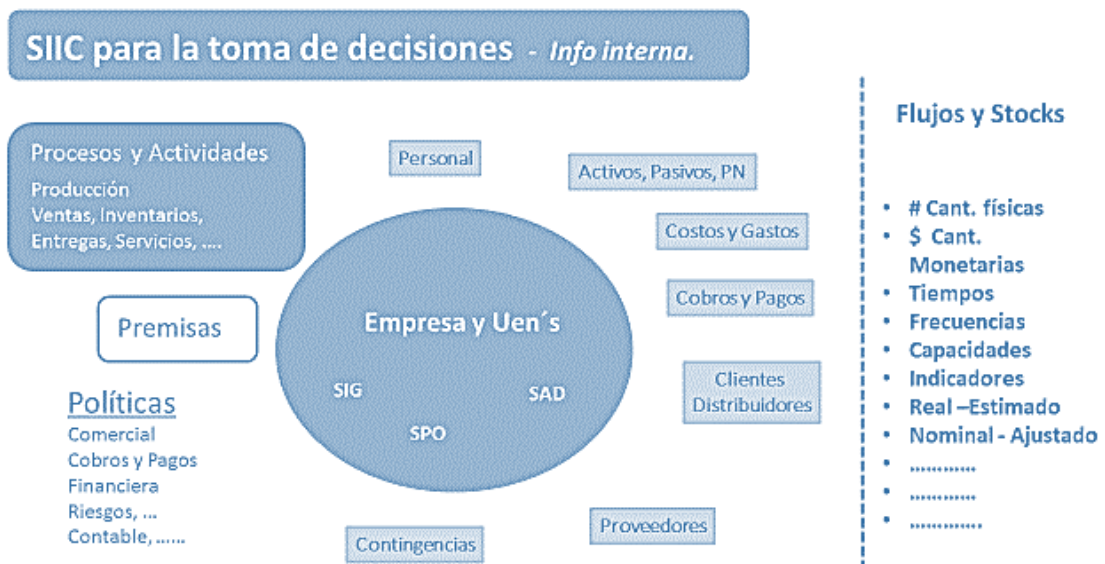 SIIC para la toma de decisiones - Info interna.
Procesos y Actividades
Producción
Ventas, Inventarios,
Entregas, Servicios, ....
Premisas
Políticas
Comercial
Cobros y Pagos
Financiera
Riesgos, ...
Contable, ......
Personal
Activos, Pasivos, PN
Costos y Gastos
Cobros y Pagos
Clientes
Distribuidores
Proveedores
Contingencias
Empresa y Uen´s
SIG
SAD
SPO
Flujos y Stocks
• # Cant. físicas
• $ Cant.
Monetarias
• Tiempos
• Frecuencias
• Capacidades
• Indicadores
• Real –Estimado
• Nominal - Ajustado
• ............
• ............
• .............